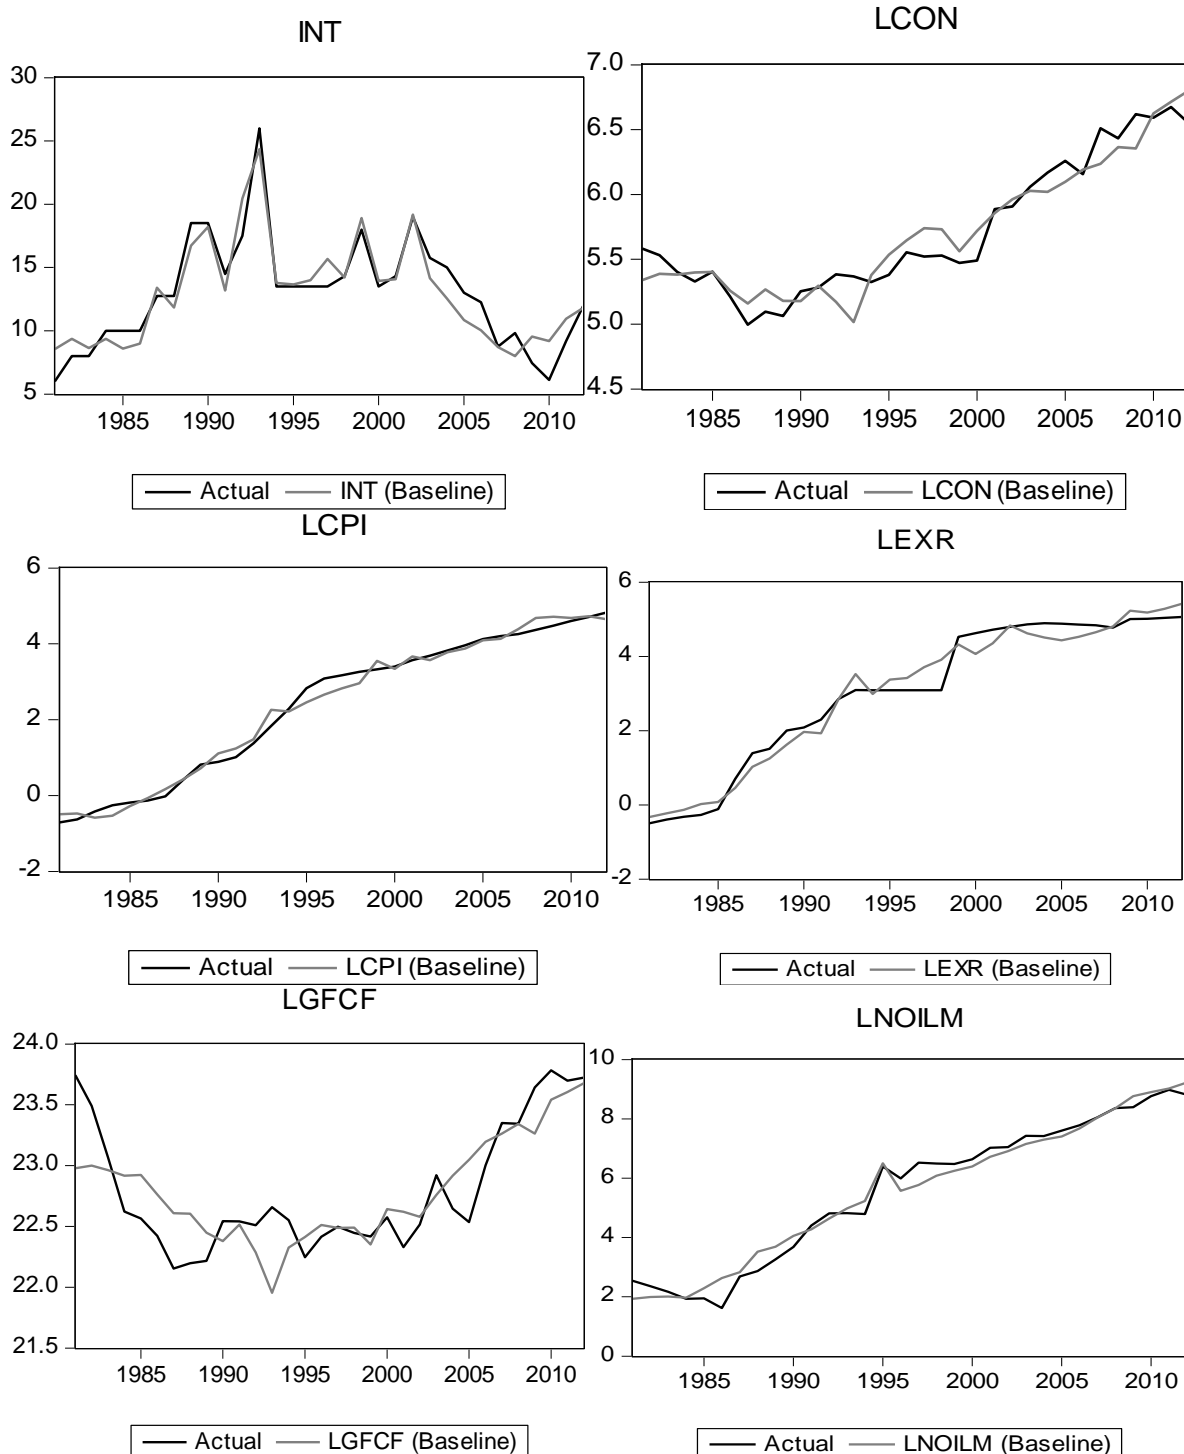 INT
30
25
20
15
10
5
1985 1990 1995 2000 2005 2010
Actual INT (Baseline)
LCON
7.0
6.5
6.0
5.5
5.0
4.5
1985 1990 1995 2000 2005 2010
Actual LCON (Baseline)
LCPI
6
4
2
0
-2
1985 1990 1995 2000 2005 2010
Actual LCPI (Baseline)
LEXR
6
4
2
0
-2
1985 1990 1995 2000 2005 2010
Actual LEXR (Baseline)
LGFCF
24.0
23.5
23.0
22.5
22.0
21.5
1985 1990 1995 2000 2005 2010
Actual LGFCF (Baseline)
LNOILM
10
8
6
4
2
0
1985 1990 1995 2000 2005 2010
Actual LNOILM (Baseline)